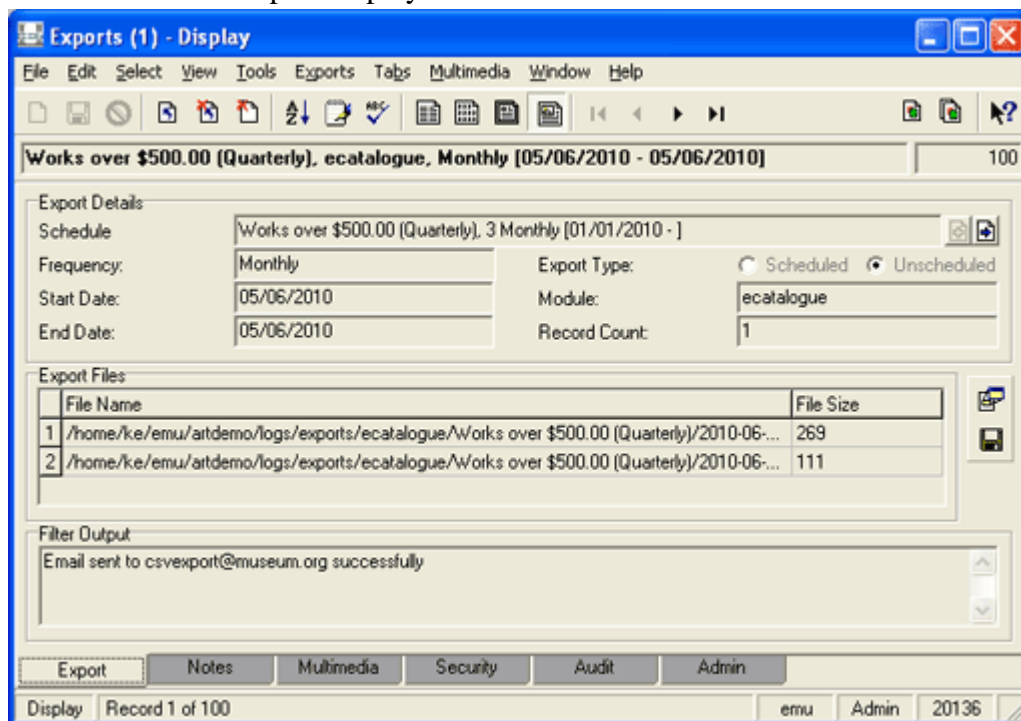 Exports (1) - Display
File Edit Select View Tools Exports Tabs Multimedia Window Help
Works over $500.00 (Quarterly), ecatalogue, Monthly [05/06/2010 - 05/06/2010] 100
Export Details
Schedule Works over $500.00 (Quarterly), 3 Monthly [01/01/2010 - ]
Frequency: Monthly Export Type: Scheduled Unscheduled
Start Date: 05/06/2010 Module: ecatalogue
End Date: 05/06/2010 Record Count: 1
Export Files
File Name File Size
1 /home/ke/emu/artdemo/logs/exports/ecatalogue/Works over $500.00 (Quarterly)/2010-06-... 269
2 /home/ke/emu/artdemo/logs/exports/ecatalogue/Works over $500.00 (Quarterly)/2010-06-... 111
Filter Output
Email sent to csvexport@museum.org successfully
Export Notes Multimedia Security Audit Admin
Display Record 1 of 100 emu Admin 20136